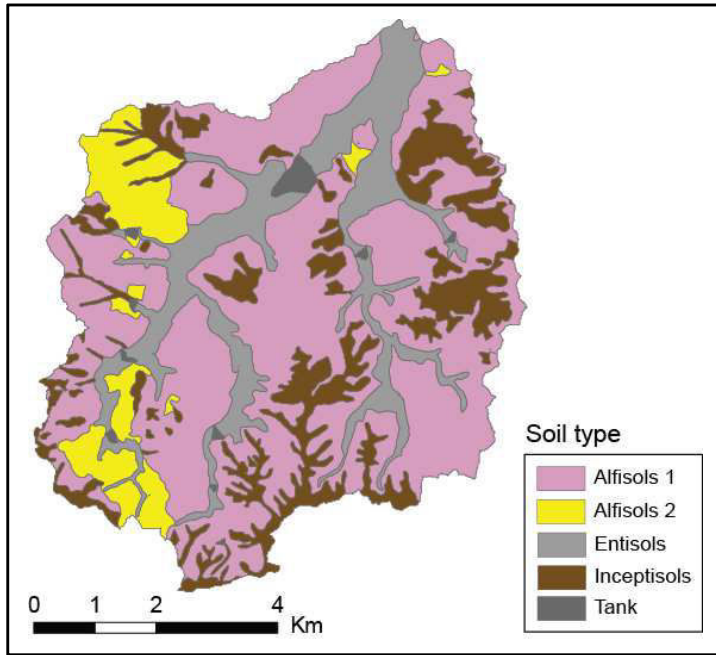 Soil type
Alfisols 1
Alfisols 2
Entisols
Inceptisols
Tank
0 1 2 4
Km